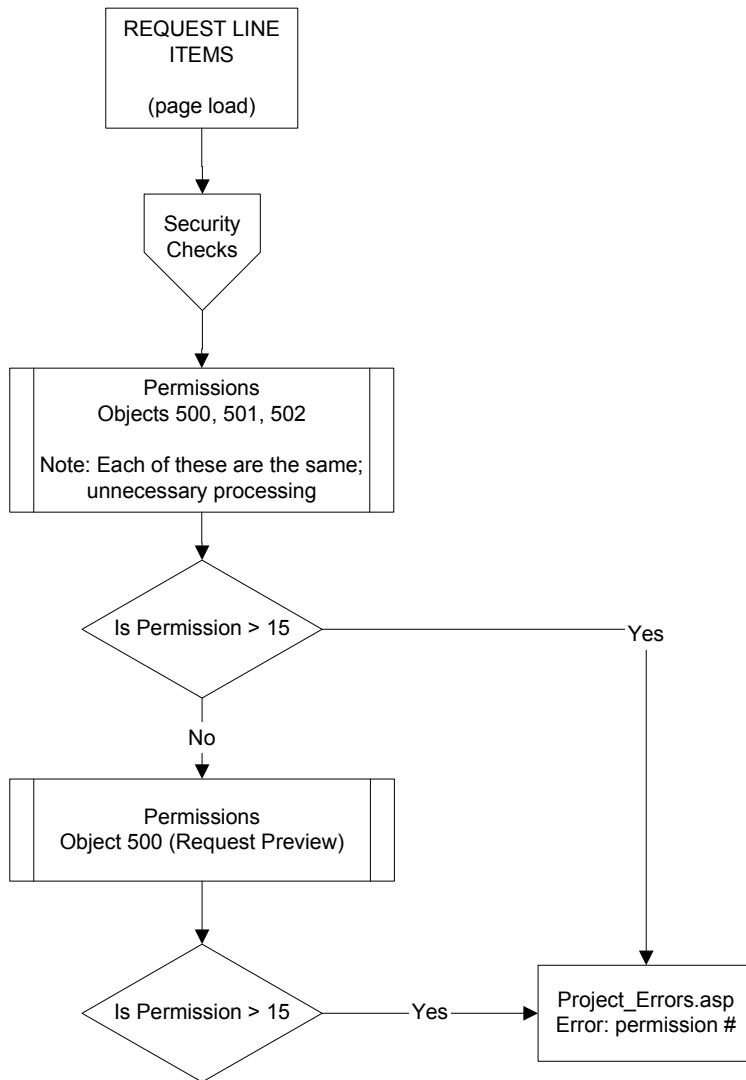 REQUEST LINE
ITEMS
(page load)
Security
Checks
Permissions
Objects 500, 501, 502
Note: Each of these are the same;
unnecessary processing
Is Permission > 15
Yes
No
Permissions
Object 500 (Request Preview)
Is Permission > 15
Yes
Project_Errors.asp
Error: permission #